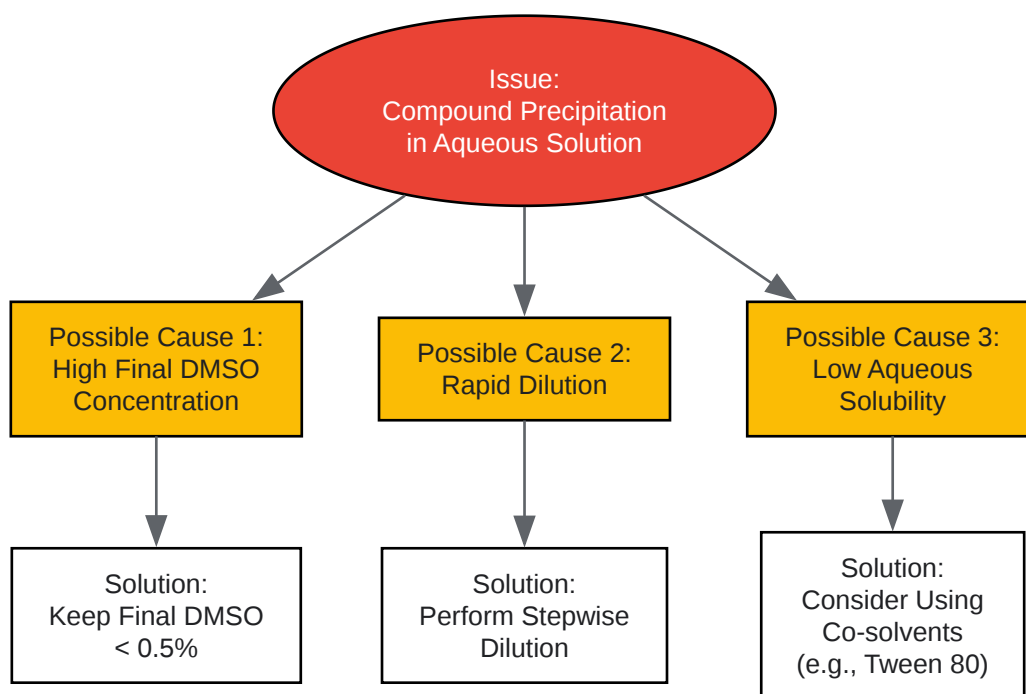 Issue:
Compound Precipitation
in Aqueous Solution
Possible Cause 1:
High Final DMSO
Concentration
Possible Cause 2:
Rapid Dilution
Possible Cause 3:
Low Aqueous
Solubility
Solution:
Keep Final DMSO
< 0.5%
Solution:
Perform Stepwise
Dilution
Solution:
Consider Using
Co-solvents
(e.g., Tween 80)